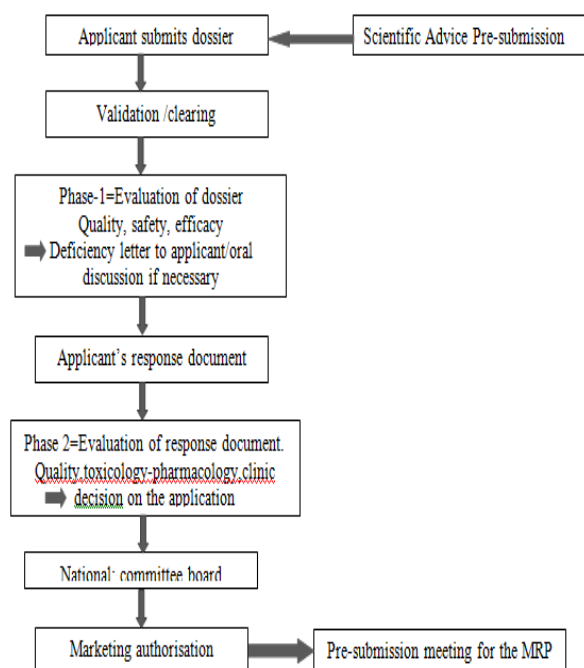 Applicant submits dossier
Scientific Advice Pre-submission
Validation /clearing
Phase-1=Evaluation of dossier
Quality, safety, efficacy
Deficiency letter to applicant/oral
discussion if necessary
Applicant's response document
Phase 2=Evaluation of response document.
Quality,toxicology-pharmacology,clinic
decision on the application
National: committee board
Marketing authorisation
Pre-submission meeting for the MRP